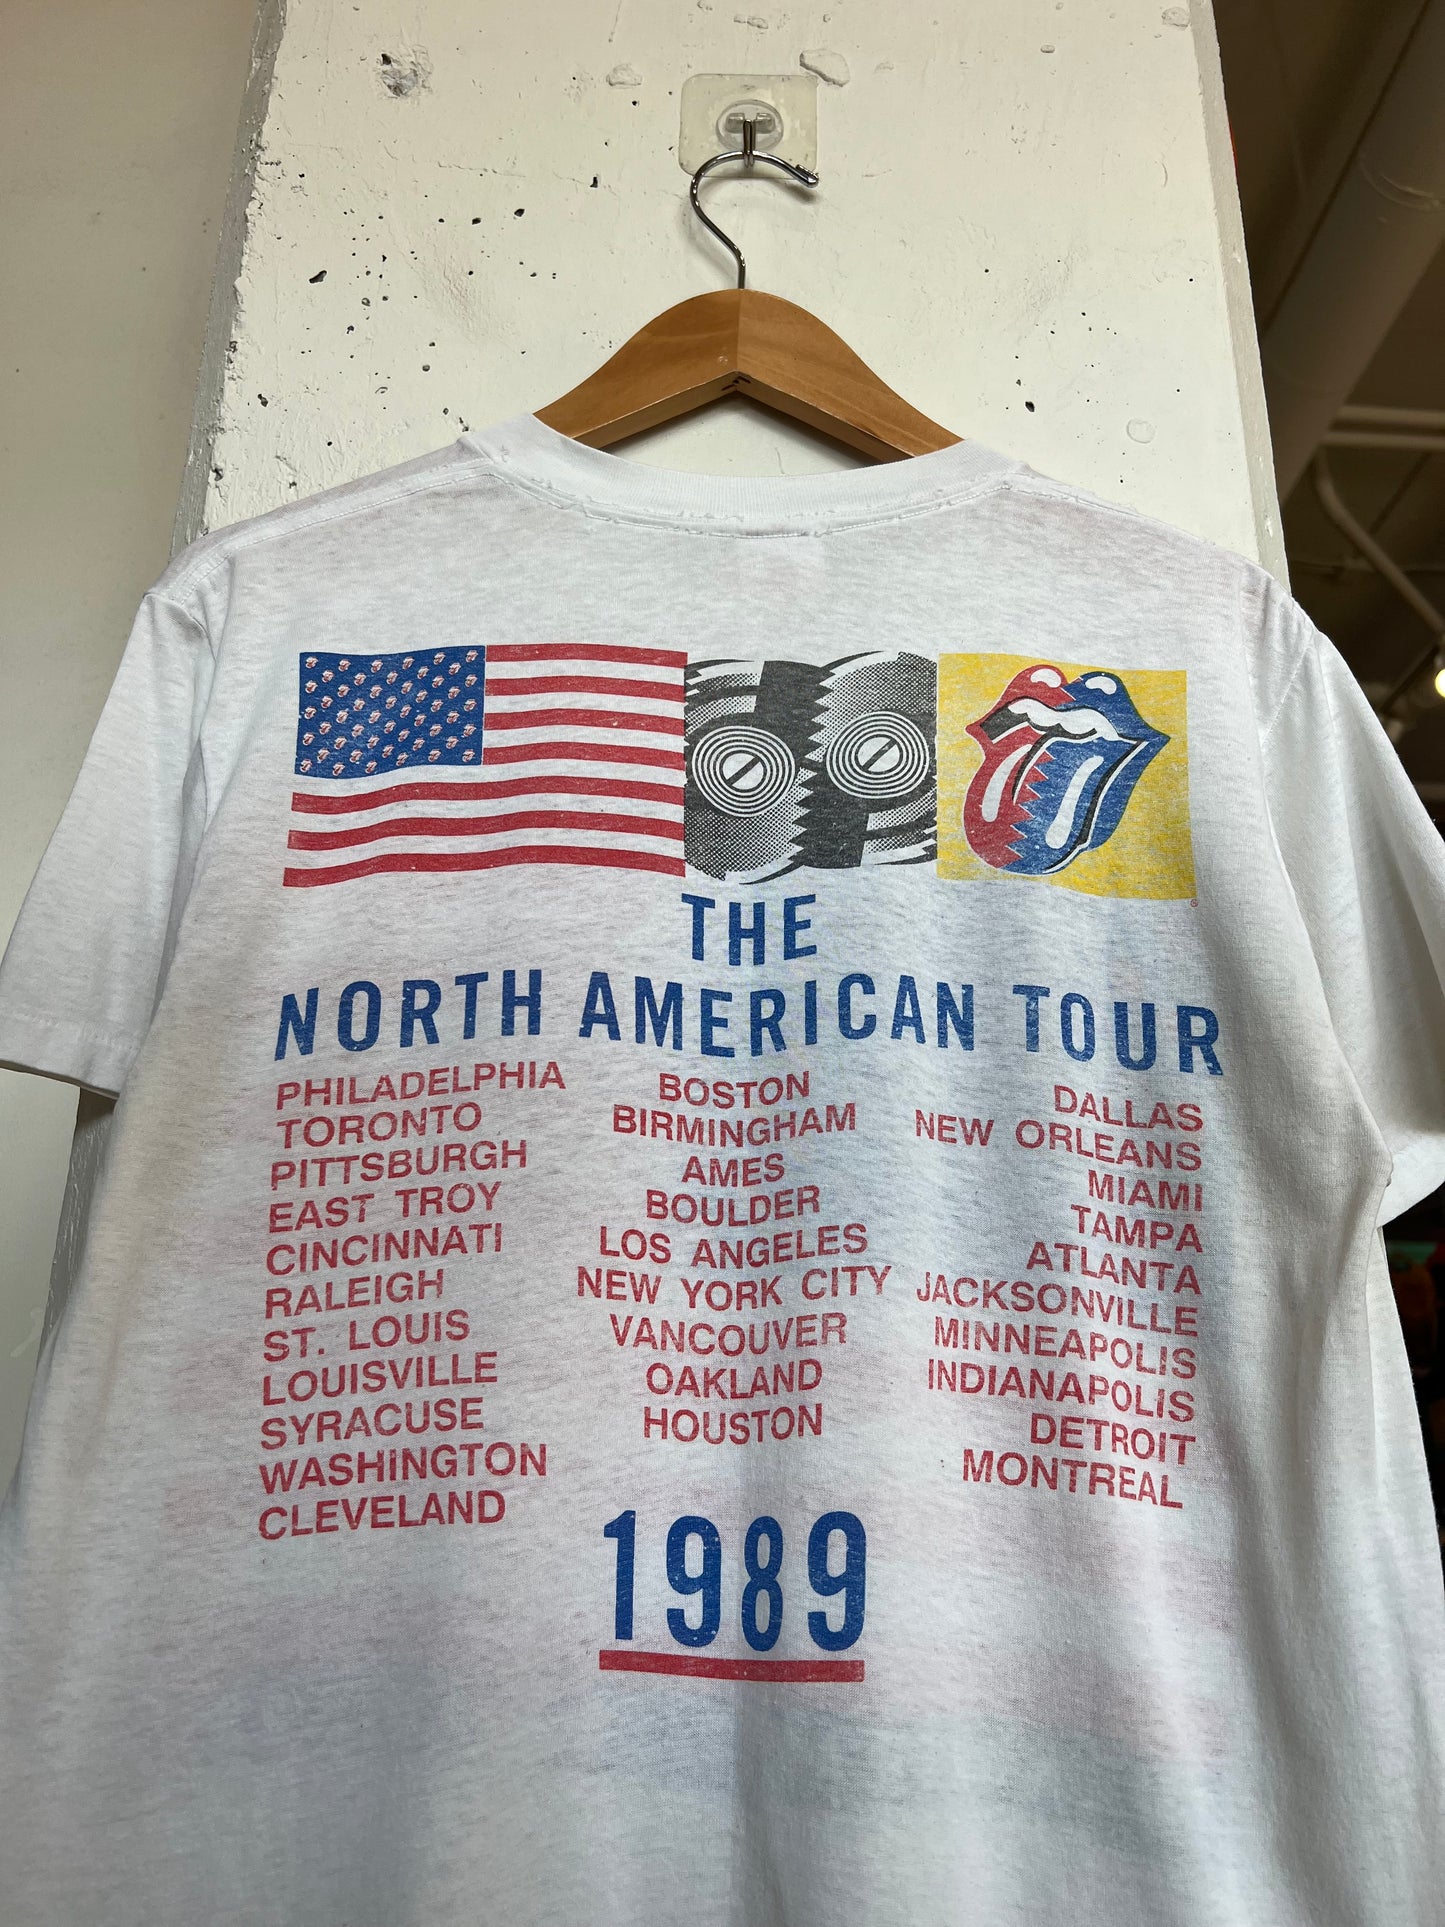 THE
NORTH AMERICAN TOUR
PHILADELPHIA
TORONTO
PITTSBURGH
EAST TROY
CINCINNATI
RALEIGH
ST. LOUIS
LOUISVILLE
SYRACUSE
WASHINGTON
CLEVELAND
BOSTON
BIRMINGHAM
AMES
BOULDER
LOS ANGELES
NEW YORK CITY
VANCOUVER
OAKLAND
HOUSTON
DALLAS
NEW ORLEANS
MIAMI
TAMPA
ATLANTA
JACKSONVILLE
MINNEAPOLIS
INDIANAPOLIS
DETROIT
MONTREAL
1989